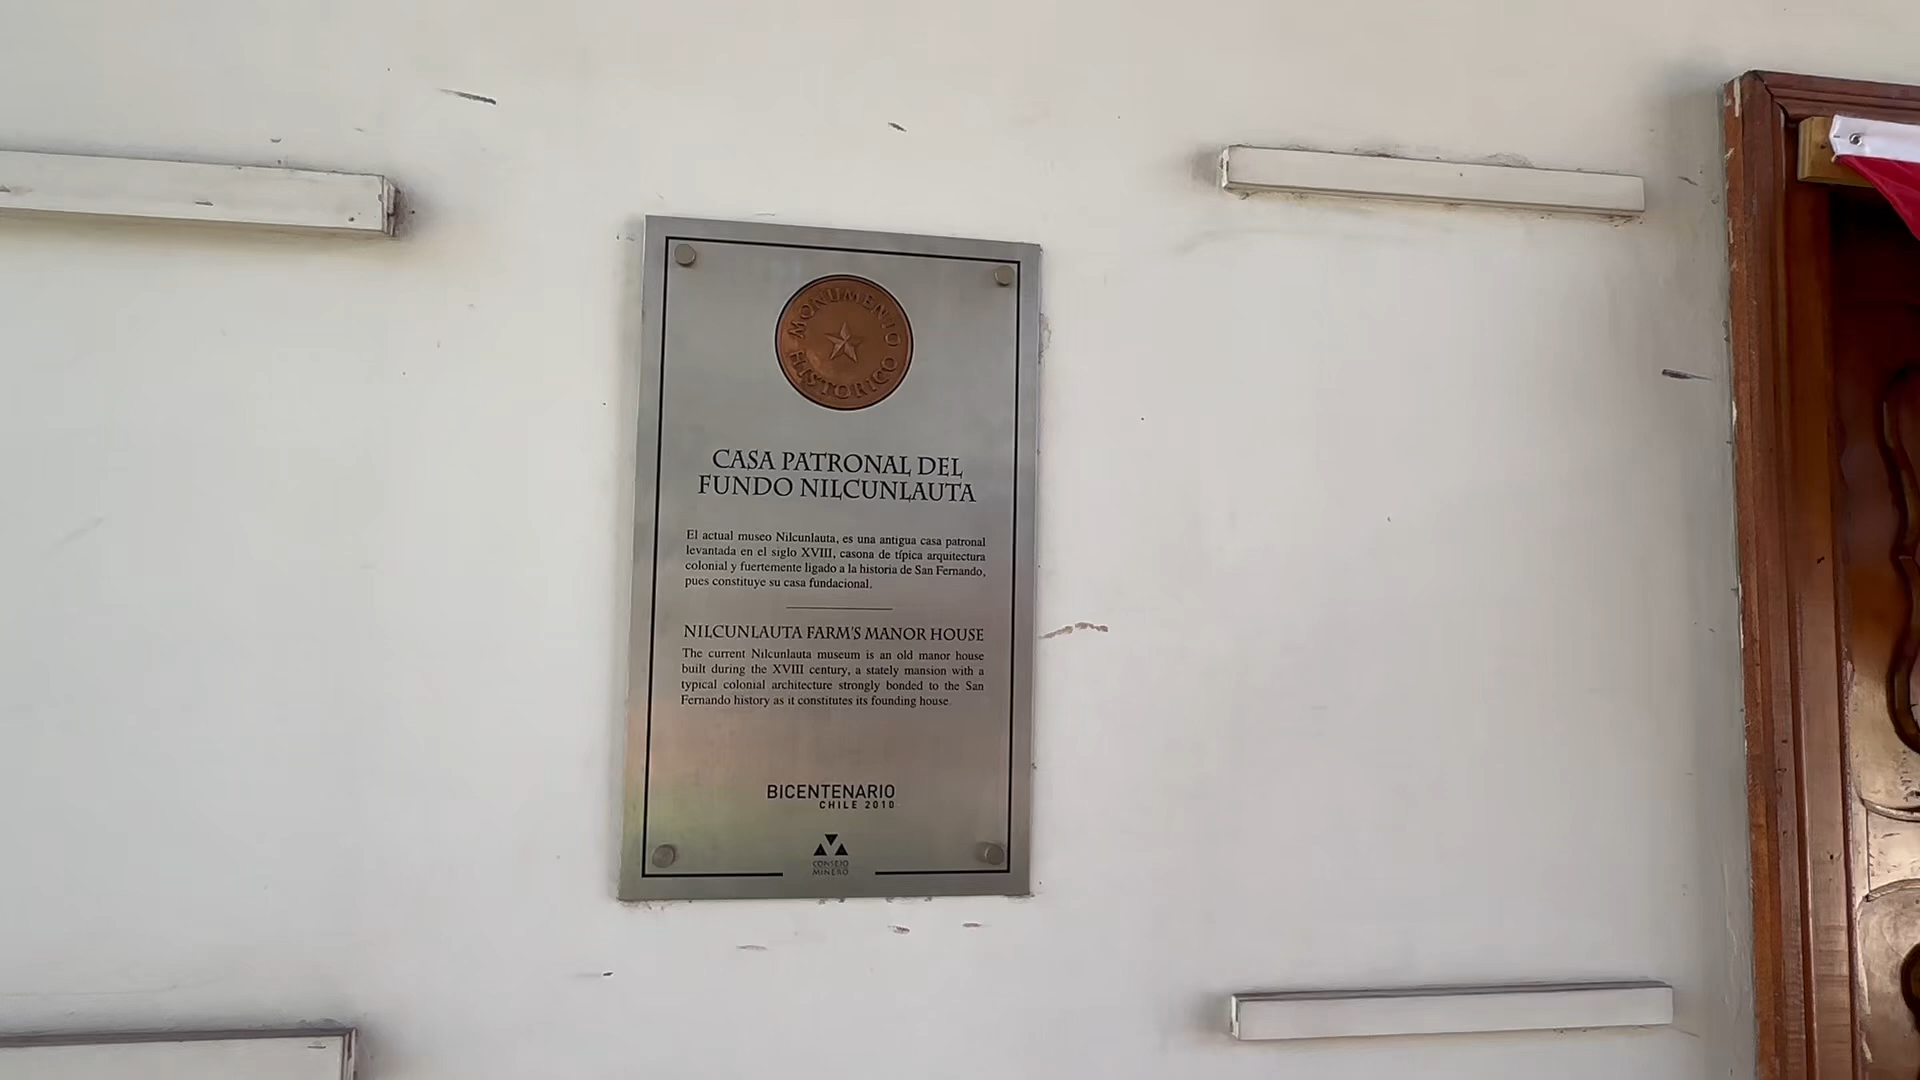 MONUMENTO
HISTORICO
CASA PATRONAL DEL
FUNDO NILCUNLAUTA
El actual museo Nilcunlauta, es una antigua casa patronal
levantada en el siglo XVIII, casona de típica arquitectura
colonial y fuertemente ligado a la historia de San Fernando,
pues constituye su casa fundacional.
NILCUNLAUTA FARM'S MANOR HOUSE
The current Nilcunlauta museum is an old manor house
built during the XVIII century, a stately mansion with a
typical colonial architecture strongly bonded to the San
Fernando history as it constitutes its founding house.
BICENTENARIO
CHILE 2010
CONSEJO
MINERO